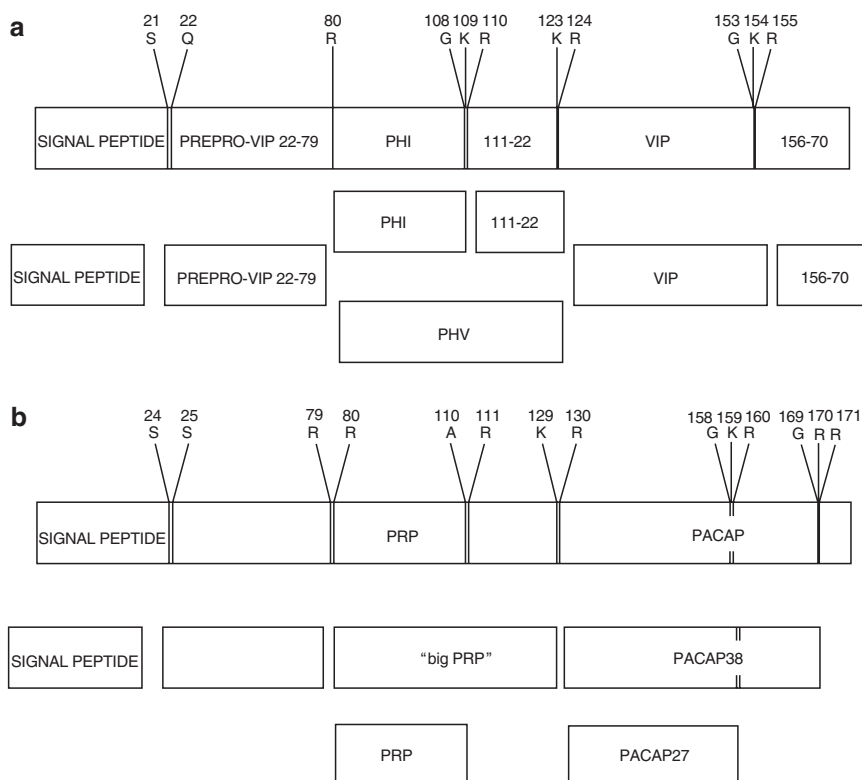 a
21 22 80 108 109 110 123 124 153 154 155
S Q R G K R K R G K R
SIGNAL PEPTIDE PREPRO-VIP 22-79 PHI 111-22 VIP 156-70
PHI 111-22
SIGNAL PEPTIDE PREPRO-VIP 22-79 VIP 156-70
PHV
b
24 25 79 80 110 111 129 130 158 159 160 169 170 171
S S R R A R K R G K R G R R
SIGNAL PEPTIDE PRP PACAP
SIGNAL PEPTIDE "big PRP" PACAP38
PRP PACAP27